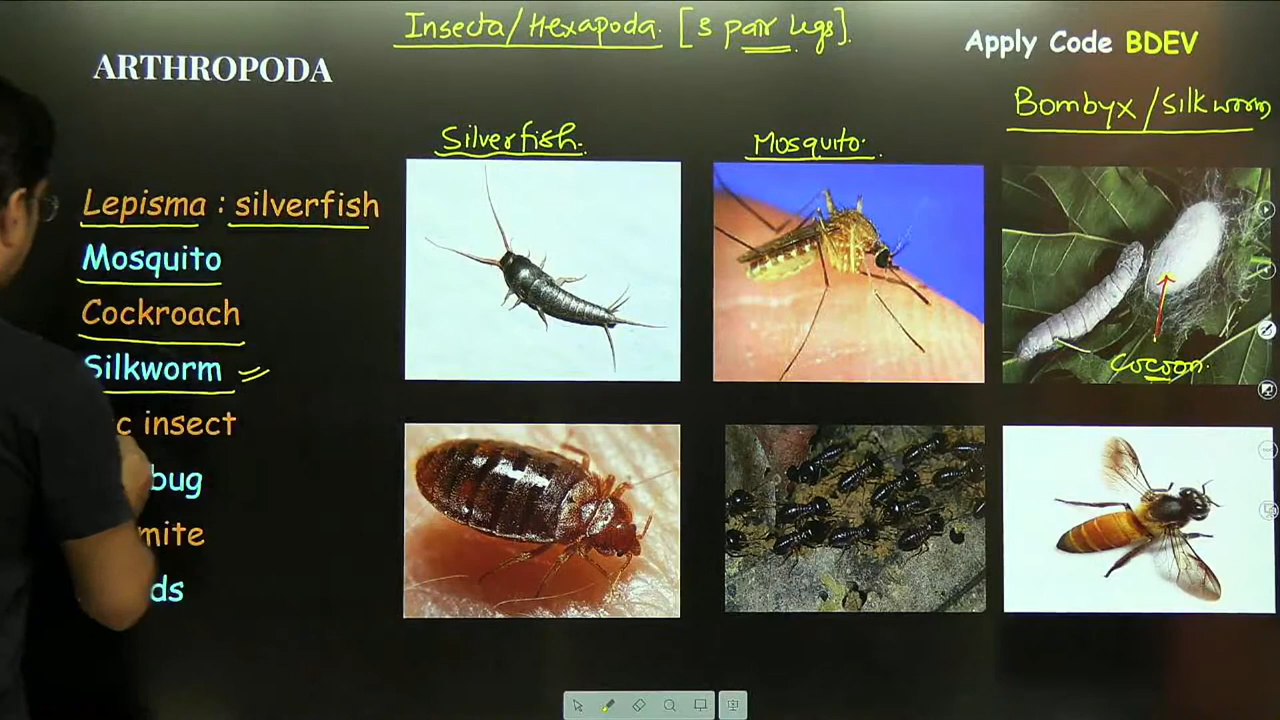 Insecta/Hexapoda. [3 pair legs].
Apply Code BDEV
ARTHROPODA
Bombyx/silkworm
Silverfish.
Mosquito.
Lepisma : silverfish
Mosquito
Cockroach
Silkworm
cocoon.
c insect
bug
mite
ds